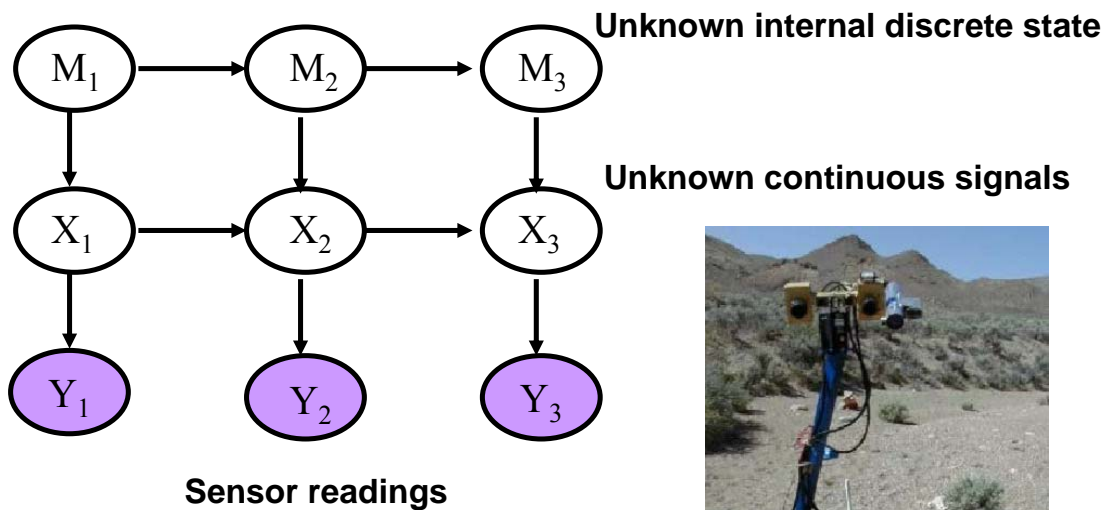 Unknown internal discrete state
M₁ M₂ M₃
Unknown continuous signals
X₁ X₂ X₃
Y₁ Y₂ Y₃
Sensor readings